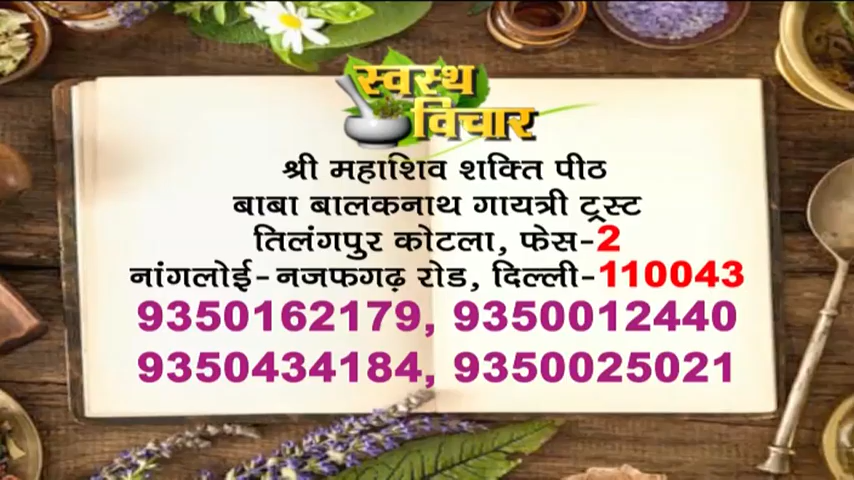 स्वस्थ
विचार
श्री महाशिव शक्ति पीठ
बाबा बालकनाथ गायत्री ट्रस्ट
तिलंगपुर कोटला, फेस-2
नांगलोई-नजफगढ़ रोड, दिल्ली-110043
9350162179, 9350012440
9350434184, 9350025021